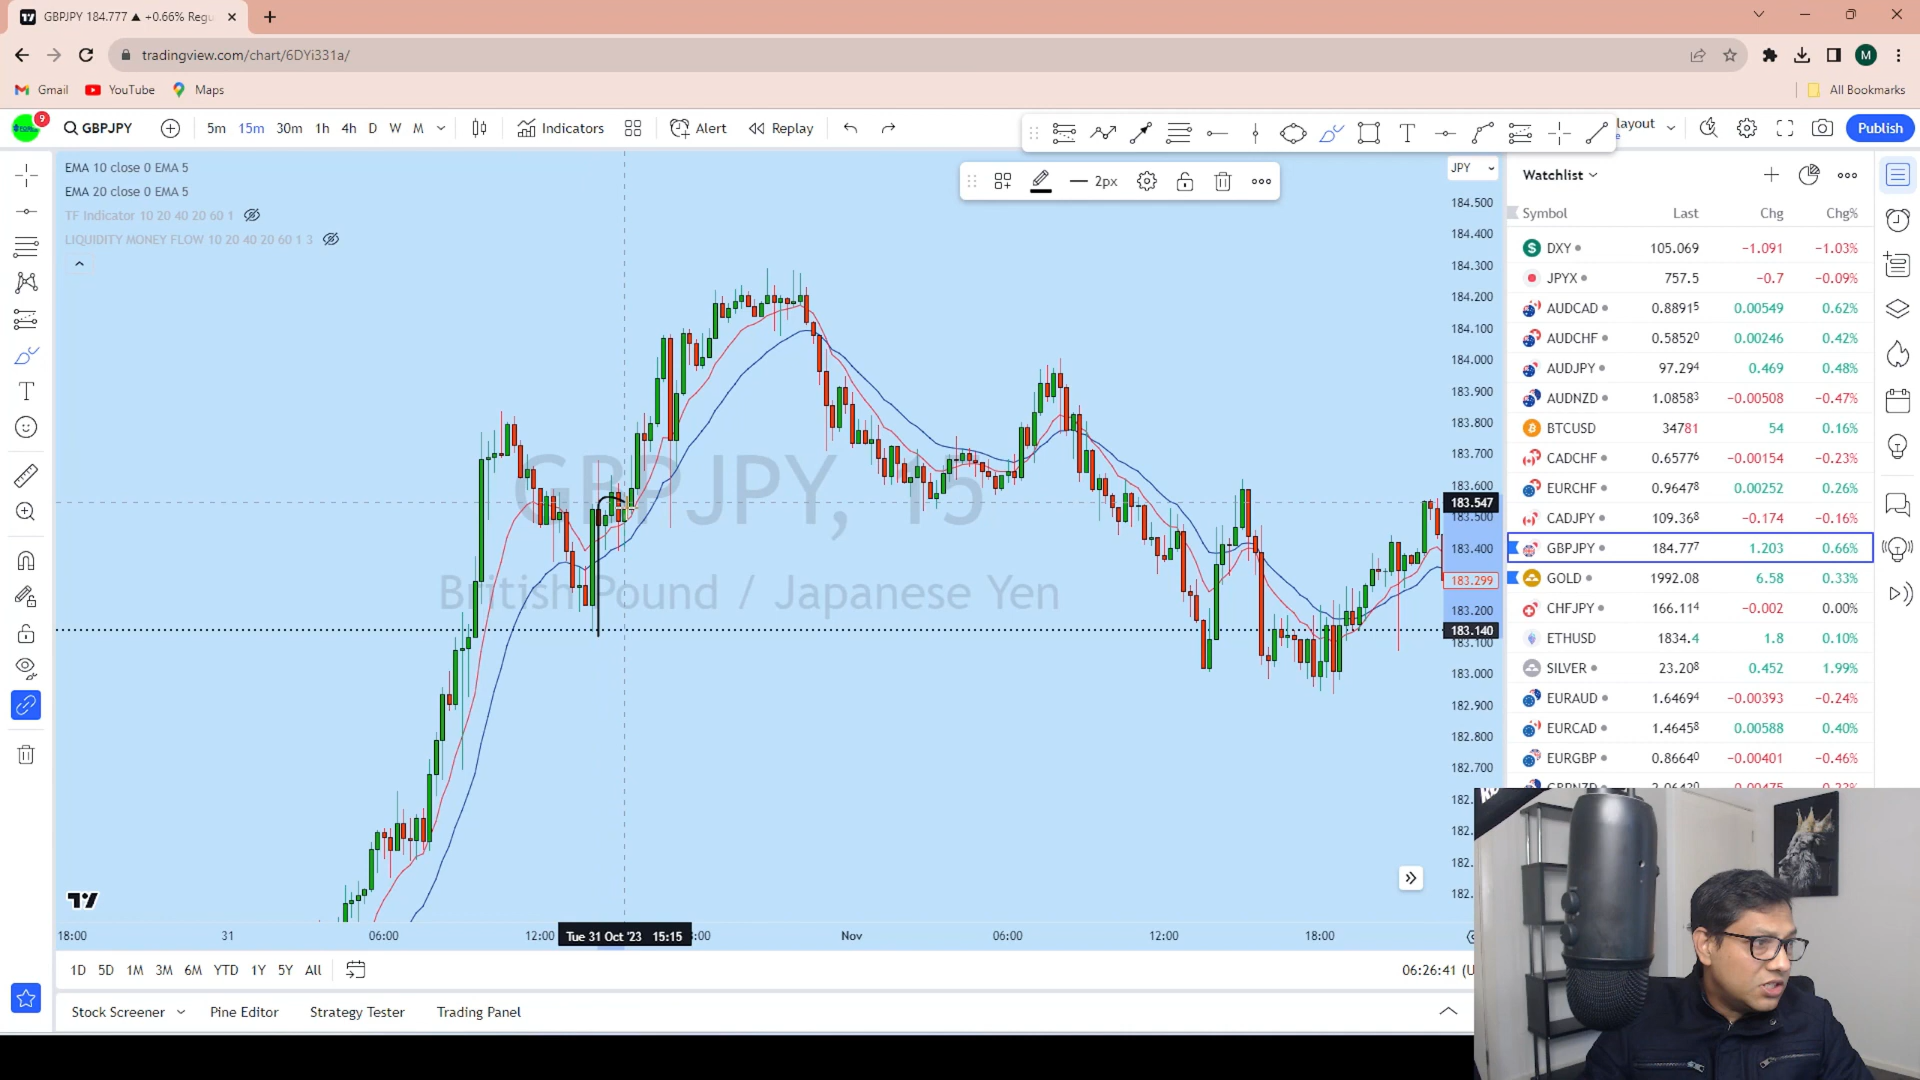 GBPJPY 184.777 ▲ +0.66% Regu
tradingview.com/chart/6DYi331a/
Gmail YouTube Maps All Bookmarks
M
9 GBPJPY 5m 15m 30m 1h 4h D W M Indicators Alert Replay layout Publish
2px
JPY
EMA 10 close 0 EMA 5
EMA 20 close 0 EMA 5
TF Indicator 10 20 40 20 60 1
LIQUIDITY MONEY FLOW 10 20 40 20 60 1 3
GBPJPY, 15
British Pound / Japanese Yen
184.500
184.400
184.300
184.200
184.100
184.000
183.900
183.800
183.700
183.600
183.547
183.500
183.400
183.299
183.200
183.140
183.100
183.000
182.900
182.800
182.700
182.
182.
182.
182.
18:00 31 06:00 12:00 Tue 31 Oct '23 15:15 :00 Nov 06:00 12:00 18:00
1D 5D 1M 3M 6M YTD 1Y 5Y All 06:26:41 (U
Stock Screener Pine Editor Strategy Tester Trading Panel
Watchlist
Symbol Last Chg Chg%
DXY 105.069 −1.091 −1.03%
JPYX 757.5 −0.7 −0.09%
AUDCAD 0.88915 0.00549 0.62%
AUDCHF 0.58520 0.00246 0.42%
AUDJPY 97.294 0.469 0.48%
AUDNZD 1.08583 −0.00508 −0.47%
BTCUSD 34781 54 0.16%
CADCHF 0.65776 −0.00154 −0.23%
EURCHF 0.96478 0.00252 0.26%
CADJPY 109.368 −0.174 −0.16%
GBPJPY 184.777 1.203 0.66%
GOLD 1992.08 6.58 0.33%
CHFJPY 166.114 −0.002 0.00%
ETHUSD 1834.4 1.8 0.10%
SILVER 23.208 0.452 1.99%
EURAUD 1.64694 −0.00393 −0.24%
EURCAD 1.46458 0.00588 0.40%
EURGBP 0.86640 −0.00401 −0.46%